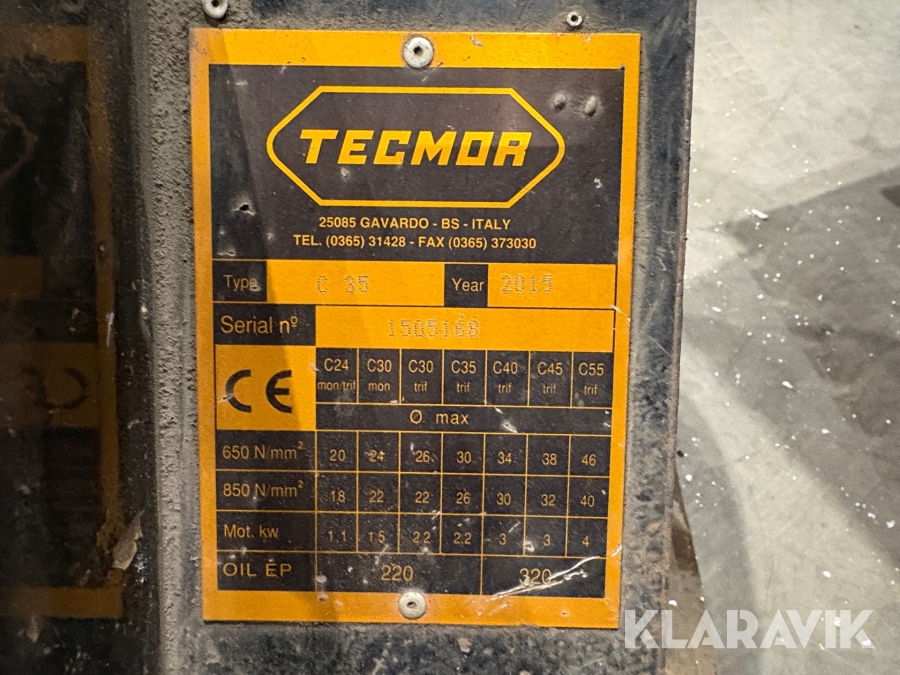 TECMOR
25085 GAVARDO - BS - ITALY
TEL. (0365) 31428 - FAX (0365) 373030
Type C 35 Year 2015
Serial nº 1505168
CE
C24 C30 C30 C35 C40 C45 C55
mon/trif mon trif trif trif trif trif
Ø max
650 N/mm² 20 24 26 30 34 38 46
850 N/mm² 18 22 22 26 30 32 40
Mot. kw 1.1 1.5 2.2 2.2 3 3 4
OIL EP 220 320
KLARAVIK